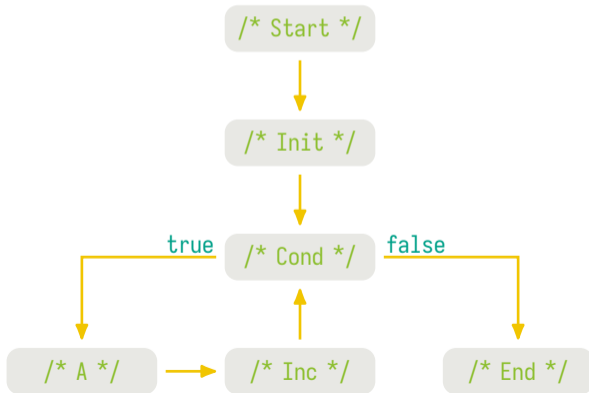 /* Start */
/* Init */
true
false
/* Cond */
/* A */
/* Inc */
/* End */